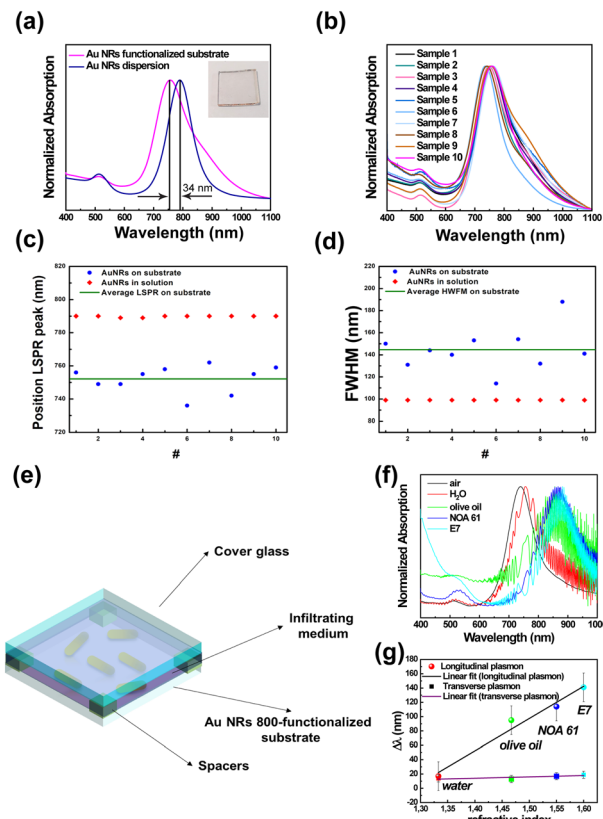 (a)
Au NRs functionalized substrate
Au NRs dispersion
34 nm
Normalized Absorption
400 500 600 700 800 900 1000 1100
Wavelength (nm)
(b)
Sample 1
Sample 2
Sample 3
Sample 4
Sample 5
Sample 6
Sample 7
Sample 8
Sample 9
Sample 10
Normalized Absorption
400 500 600 700 800 900 1000 1100
Wavelength (nm)
(c)
AuNRs on substrate
AuNRs in solution
Average LSPR on substrate
Position LSPR peak (nm)
800
780
760
740
720
2 4 6 8 10
#
(d)
AuNRs on substrate
AuNRs in solution
Average HWFM on substrate
FWHM (nm)
200
180
160
140
120
100
80
2 4 6 8 10
#
(e)
Cover glass
Infiltrating
medium
Au NRs 800-functionalized
substrate
Spacers
(f)
air
H₂O
olive oil
NOA 61
E7
Normalized Absorption
400 500 600 700 800 900 1000
Wavelength (nm)
(g)
Longitudinal plasmon
Linear fit (longitudinal plasmon)
Transverse plasmon
Linear fit (transverse plasmon)
Δλ (nm)
180
160
140
120
100
80
60
40
20
0
-20
water
olive oil
NOA 61
E7
1,30 1,35 1,40 1,45 1,50 1,55 1,60
refractive index